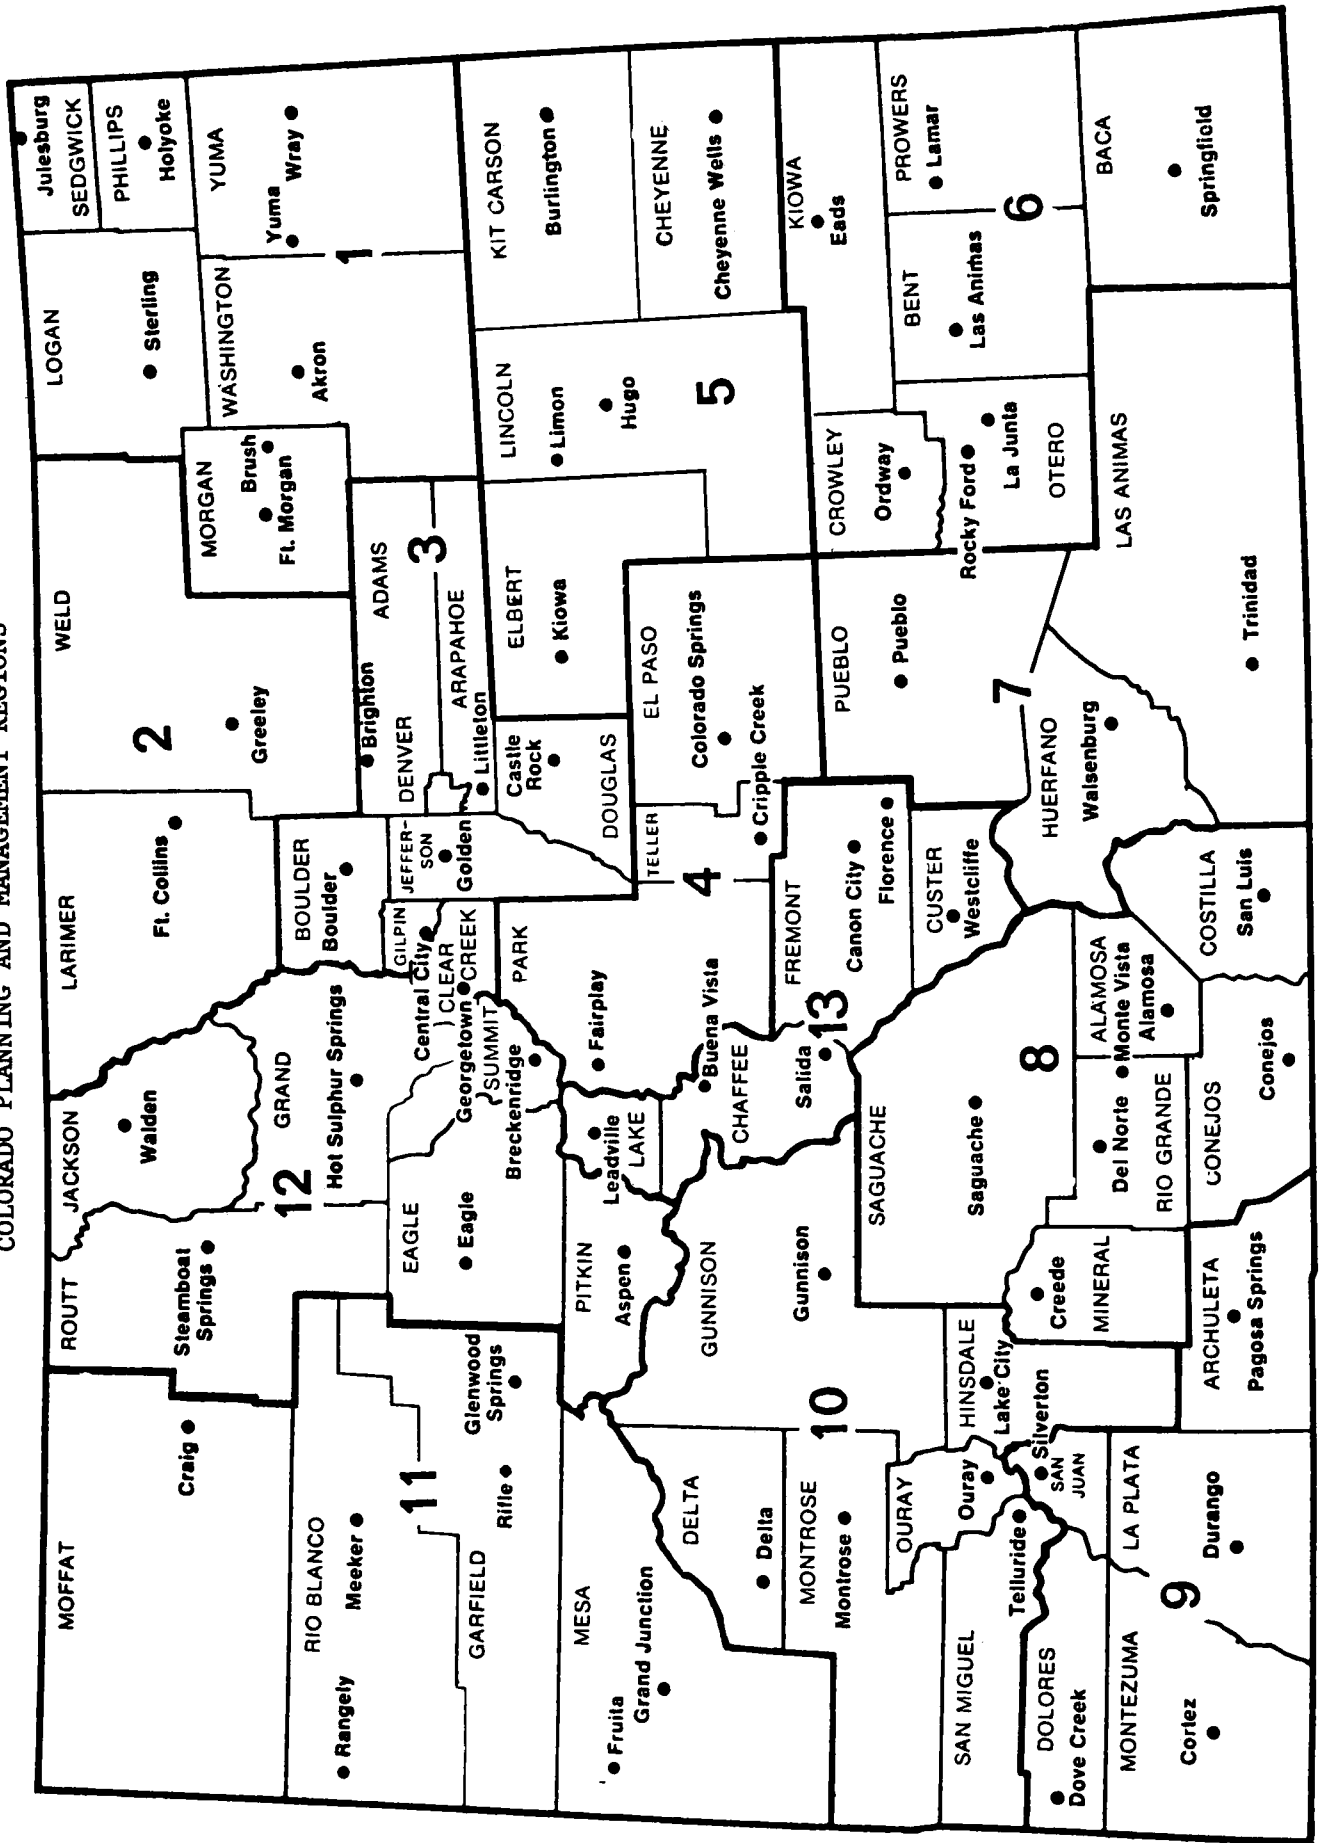 COLORADO PLANNING AND MANAGEMENT REGIONS
MOFFAT
Craig
ROUTT
Steamboat
Springs
JACKSON
Walden
LARIMER
Ft. Collins
2
WELD
Greeley
LOGAN
Sterling
Julesburg
SEDGWICK
PHILLIPS
Holyoke
RIO BLANCO
Rangely
Meeker
11
12
GRAND
Hot Sulphur Springs
BOULDER
Boulder
MORGAN
Brush
Ft. Morgan
WASHINGTON
Akron
YUMA
Yuma
Wray
1
GARFIELD
Rifle
Glenwood
Springs
EAGLE
Eagle
SUMMIT
Breckenridge
GILPIN
Central City
CLEAR
CREEK
Georgetown
JEFFER-
SON
Golden
DENVER
Brighton
ADAMS
3
ARAPAHOE
Littleton
MESA
Fruita
Grand Junction
PITKIN
Aspen
LAKE
Leadville
PARK
Fairplay
Castle
Rock
DOUGLAS
ELBERT
Kiowa
LINCOLN
Limon
Hugo
5
KIT CARSON
Burlington
CHEYENNE
Cheyenne Wells
DELTA
Delta
GUNNISON
Gunnison
10
CHAFFEE
Buena Vista
Salida
13
TELLER
4
Cripple Creek
EL PASO
Colorado Springs
MONTROSE
Montrose
OURAY
Ouray
SAGUACHE
Saguache
FREMONT
Canon City
Florence
CUSTER
Westcliffe
PUEBLO
Pueblo
CROWLEY
Ordway
KIOWA
Eads
SAN MIGUEL
Telluride
HINSDALE
Lake City
Silverton
SAN
JUAN
8
7
HUERFANO
Walsenburg
Rocky Ford
La Junta
OTERO
BENT
Las Animas
PROWERS
Lamar
6
DOLORES
Dove Creek
MINERAL
Creede
RIO GRANDE
Del Norte
Monte Vista
ALAMOSA
Alamosa
MONTEZUMA
Cortez
9
LA PLATA
Durango
ARCHULETA
Pagosa Springs
CONEJOS
Conejos
COSTILLA
San Luis
LAS ANIMAS
Trinidad
BACA
Springfield